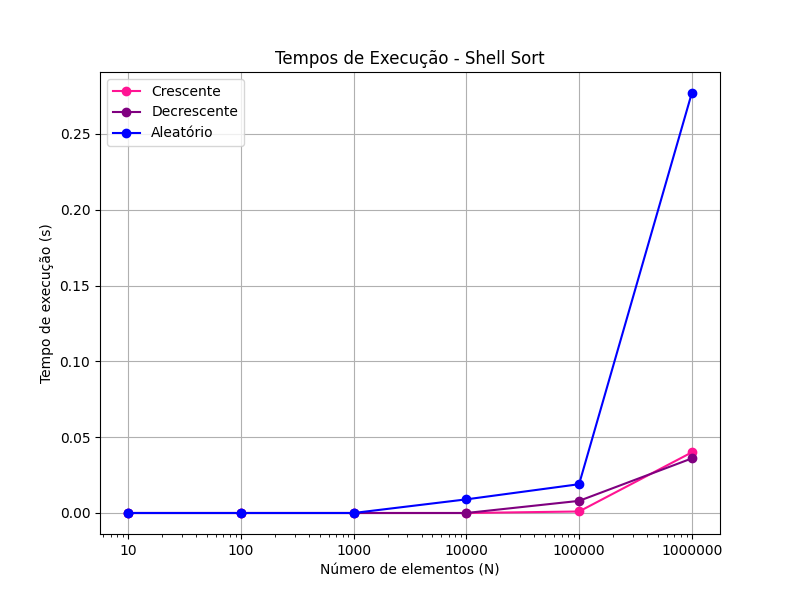 Tempos de Execução - Shell Sort
Crescente
Decrescente
Aleatório
Tempo de execução (s)
0.25
0.20
0.15
0.10
0.05
0.00
10 100 1000 10000 100000 1000000
Número de elementos (N)